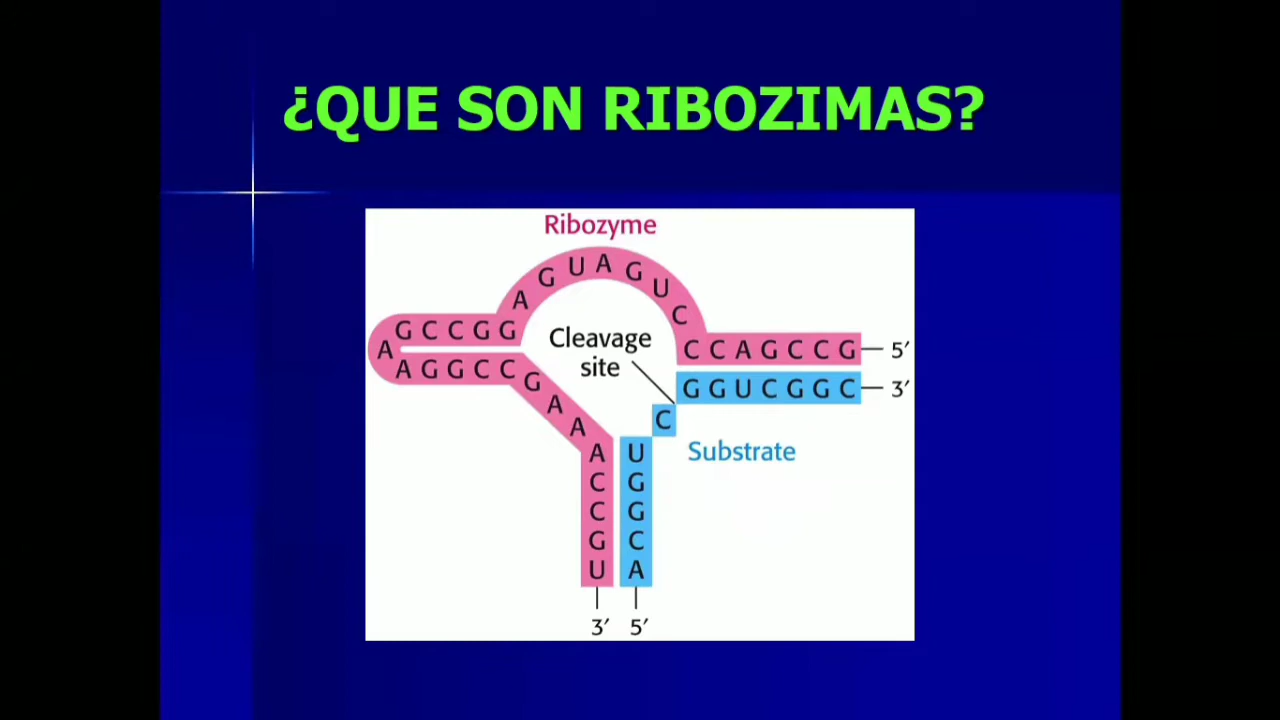 ¿QUE SON RIBOZIMAS?
Ribozyme
A G U A G U C
G C C G G
A
A G G C C G A A
Cleavage
site
C C A G C C G 5′
G G U C G G C 3′
C
Substrate
A U
C G
C G
G C
U A
3′ 5′